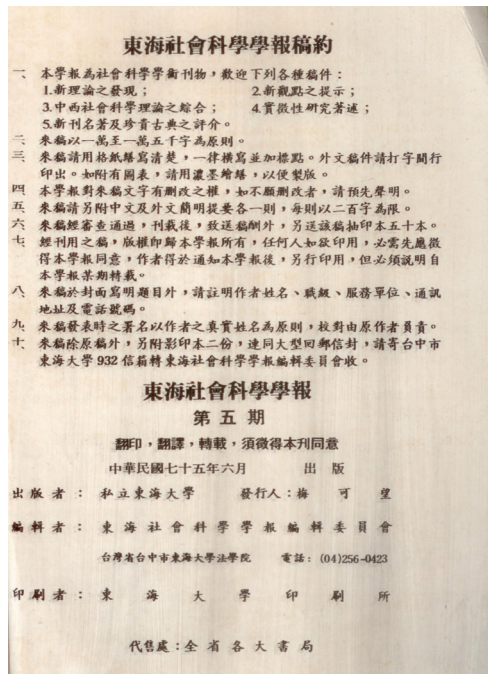 東海社會科學學報稿約
一、本學報為社會科學學術刊物，歡迎下列各種稿件：
1.新理論之發現；　2.新觀點之提示；
3.中西社會科學理論之綜合；　4.實徵性研究著述；
5.新刊名著及珍貴古典之評介。
二、來稿以一萬至一萬五千字為原則。
三、來稿請用格紙繕寫清楚，一律橫寫並加標點。外文稿件請打字間行
印出。如附有圖表，請以濃墨繪繕，以便製版。
四、本學報對來稿文字有刪改之權，如不願刪改者，請預先聲明。
五、來稿請另附中文及外文簡明提要各一則，每則以二百字為限。
六、來稿經審查通過，刊載後，致送稿酬外，另送該稿抽印本五十本。
七、經刊用之稿，版權即歸本學報所有，任何人如欲印用，必需先應徵
得本學報同意，作者得於通知本學報後，另行印用，但必須說明自
本學報某期轉載。
八、來稿於封面寫明題目外，請註明作者姓名、職級、服務單位、通訊
地址及電話號碼。
九、來稿發表時之署名以作者之真實姓名為原則，校對由原作者負責。
十、來稿除原稿外，另附影印本二份，連同大型回郵信封，請寄台中市
東海大學 932 信箱轉東海社會科學學報編輯委員會收。
東海社會科學學報
第五期
翻印，翻譯，轉載，須徵得本刊同意
中華民國七十五年六月　出版
出版者：私立東海大學　發行人：梅可望
編輯者：東海社會科學學報編輯委員會
台灣省台中市東海大學法學院　電話：(04)256-0423
印刷者：東海大學印刷所
代售處：全省各大書局